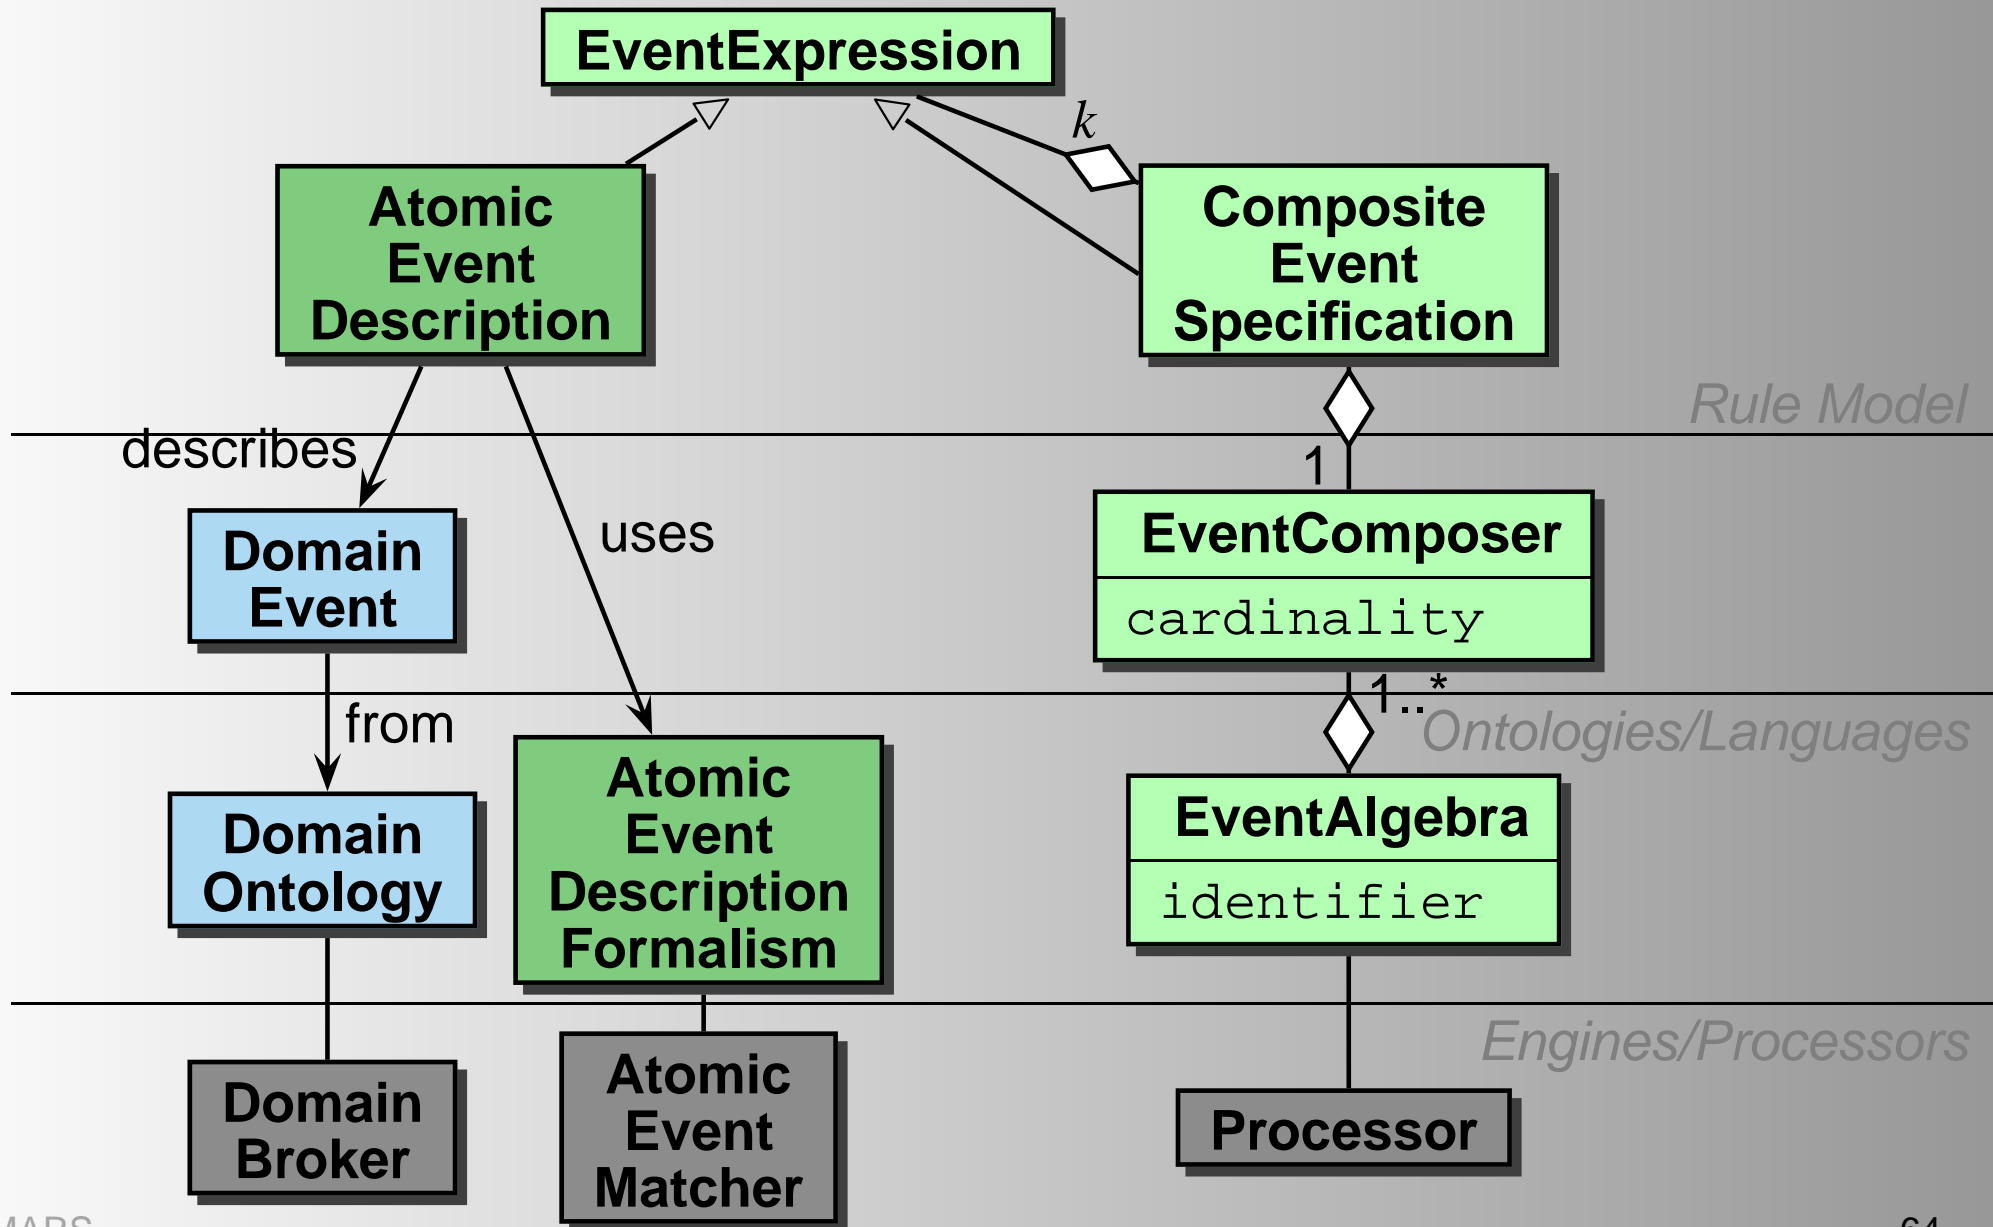 EventExpression
k
Atomic
Event
Description
Composite
Event
Specification
Rule Model
describes
1
uses
Domain
Event
EventComposer
cardinality
1..*
from
Ontologies/Languages
Domain
Ontology
Atomic
Event
Description
Formalism
EventAlgebra
identifier
Engines/Processors
Domain
Broker
Atomic
Event
Matcher
Processor